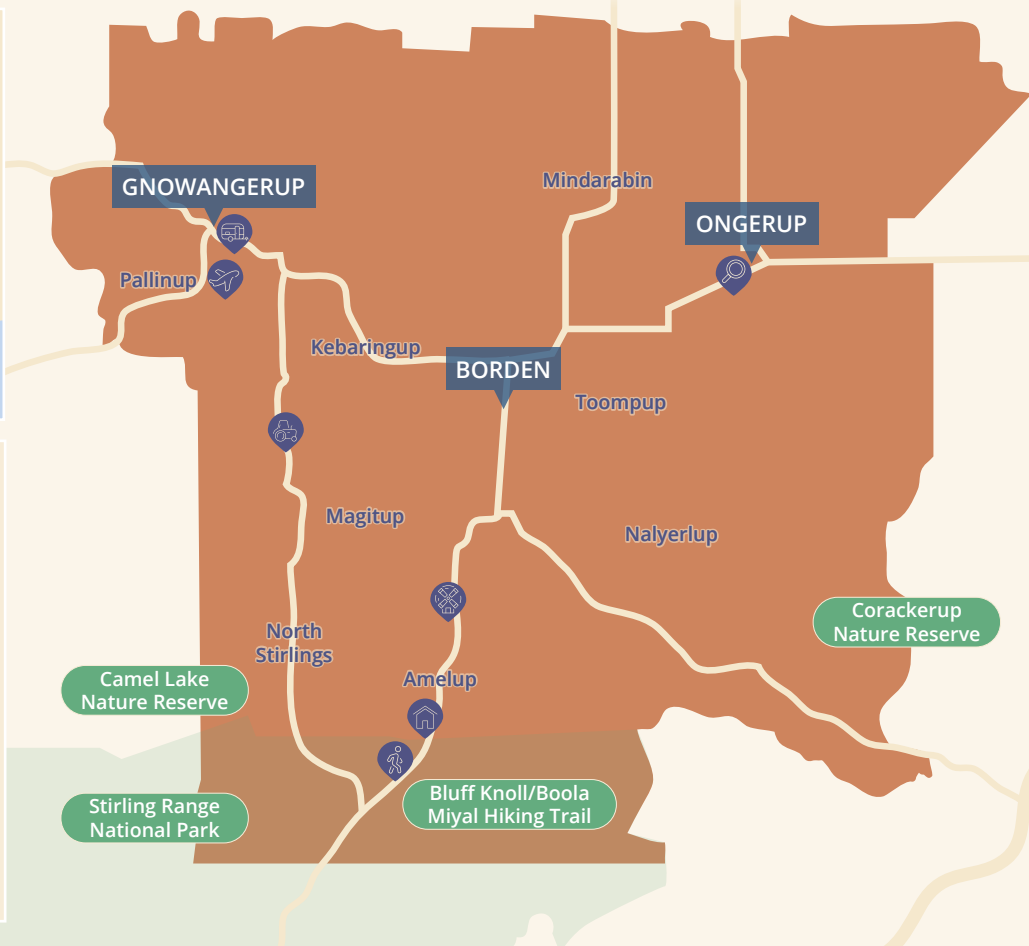 Mindarabin
GNOWANGERUP
ONGERUP
Pallinup
Kebaringup
BORDEN
Toompup
Magitup
Nalyerlup
Corackerup
Nature Reserve
North
Stirlings
Camel Lake
Nature Reserve
Amelup
Stirling Range
National Park
Bluff Knoll/Boola
Miyal Hiking Trail